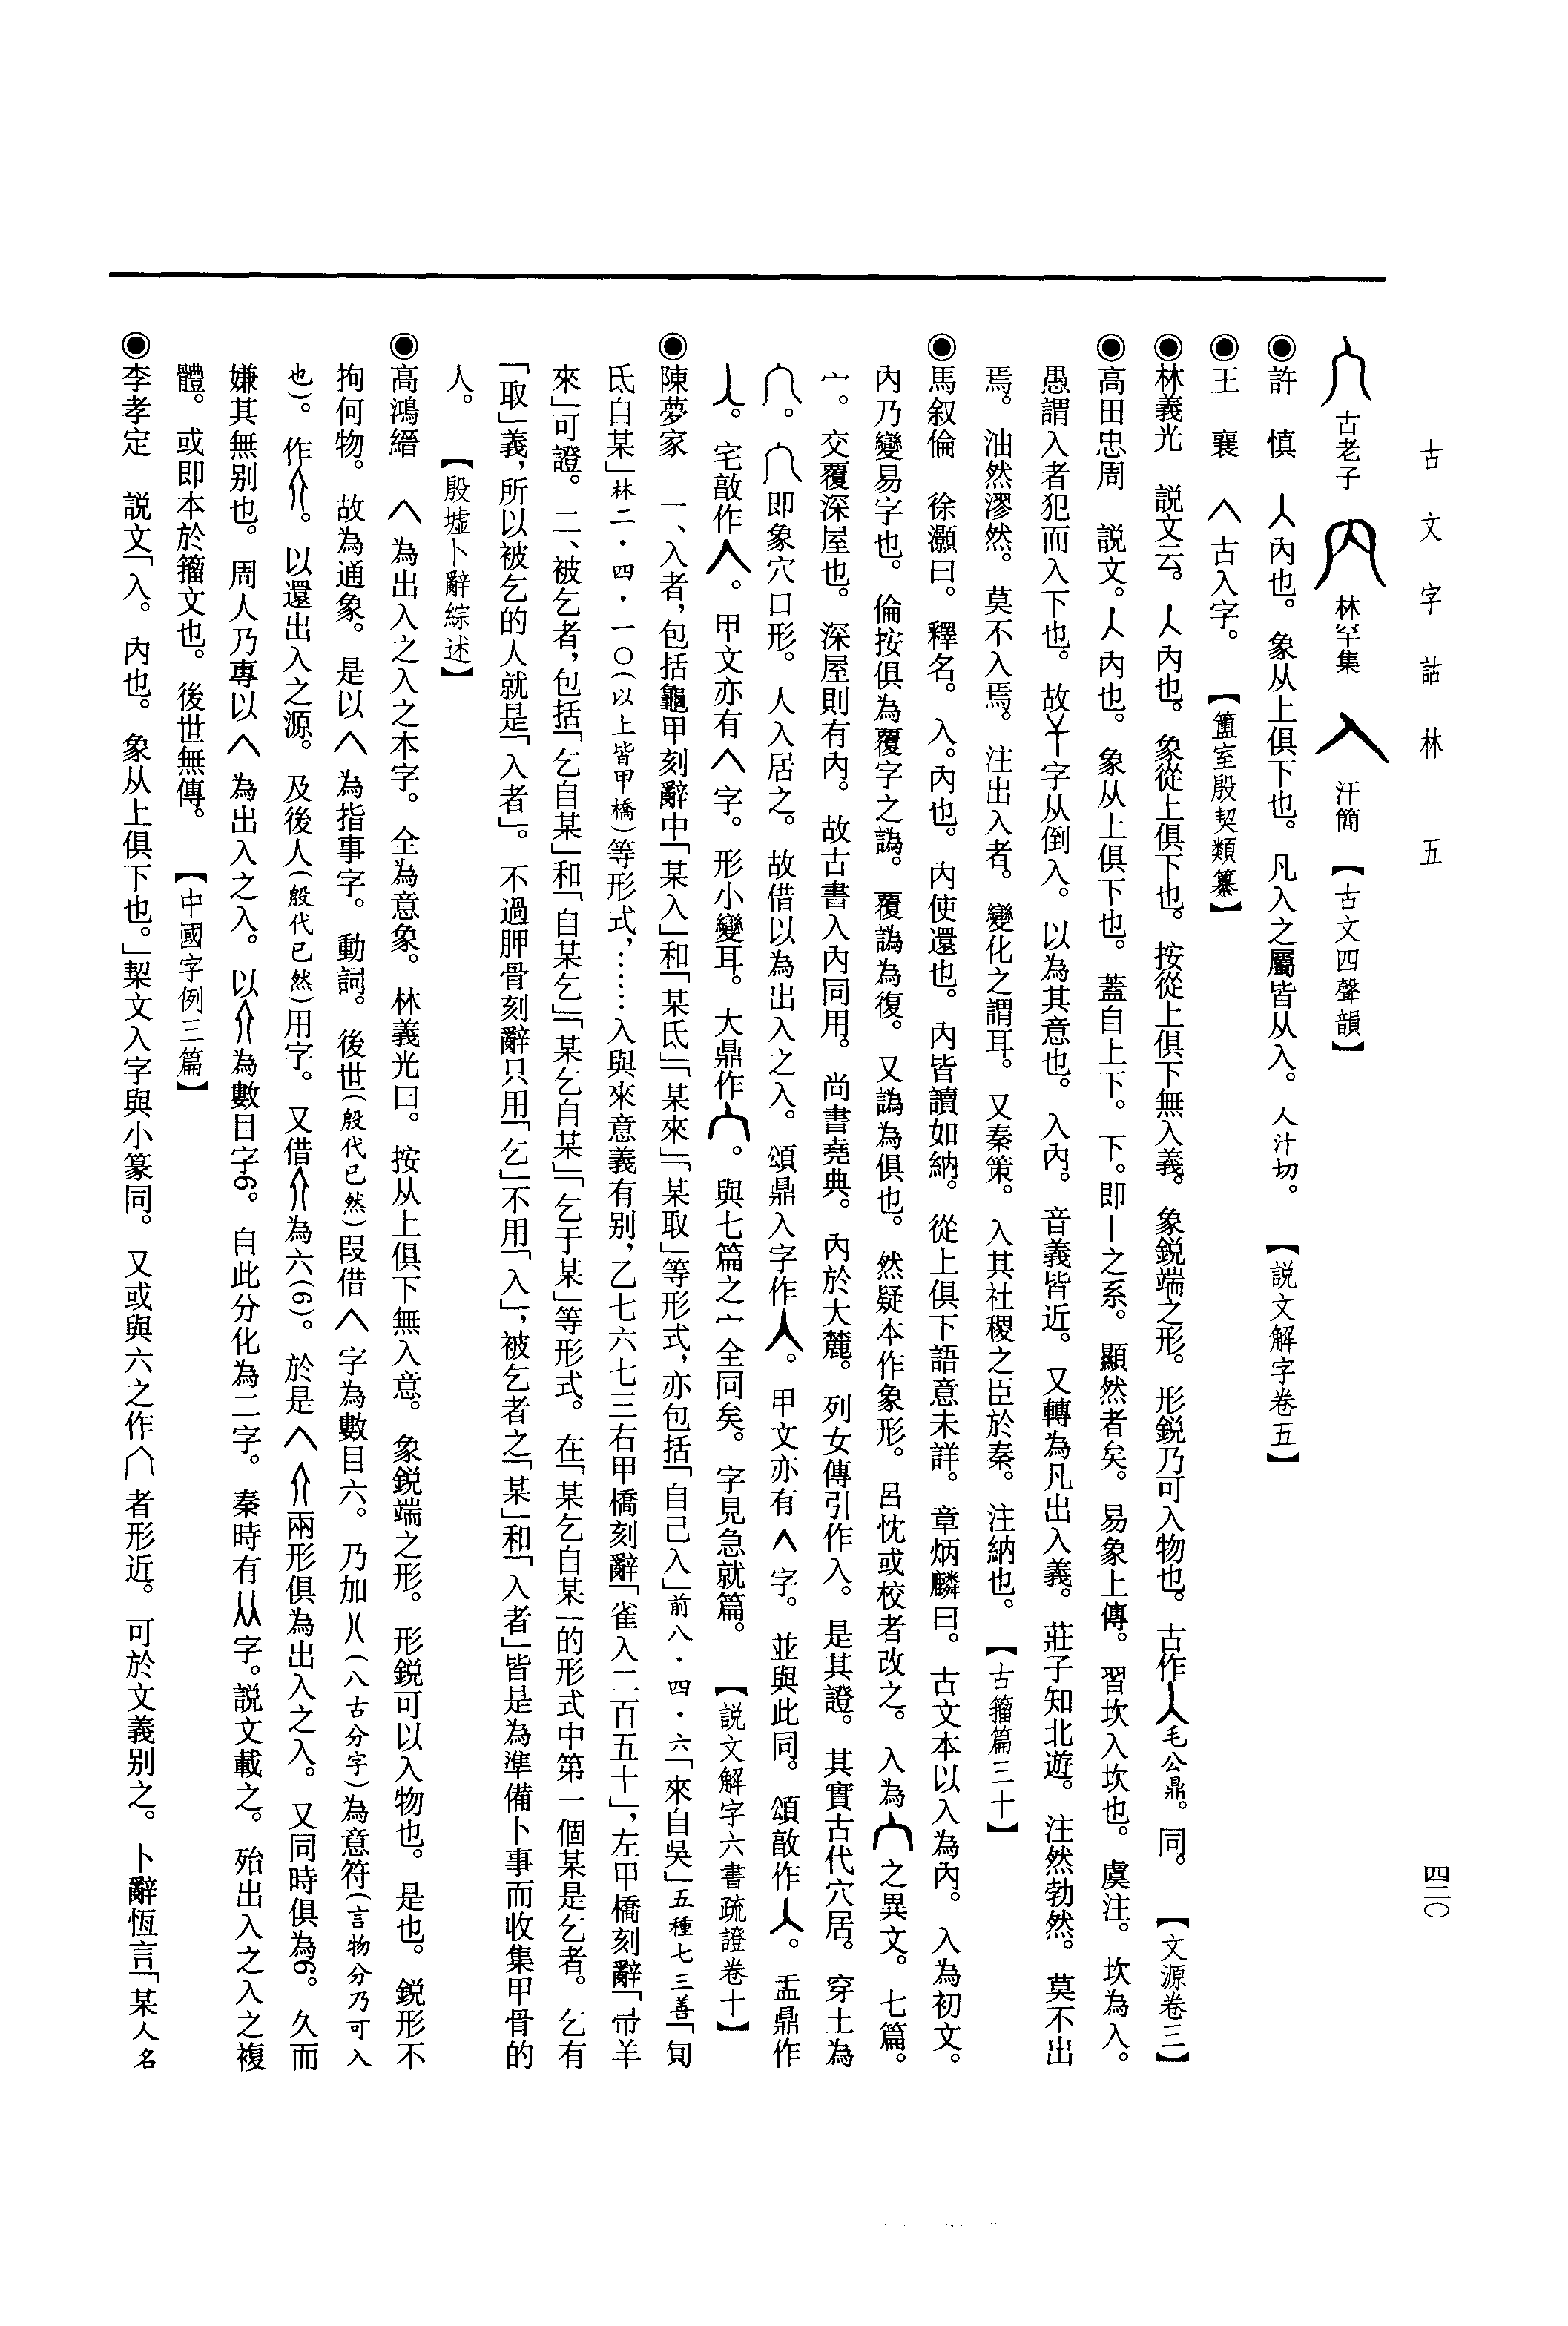 古文字詁林 五
四二〇
古老子 林罕集 汗簡 【古文四聲韻】
◉許 慎 內也。象从上俱下也。凡入之屬皆从入。人汁切。【説文解字卷五】
◉王 襄 古入字。【簠室殷契類纂】
◉林義光 説文云。內也。象從上俱下也。按從上俱下無入義。象鋭端之形。形鋭乃可入物也。古作毛公鼎。同。【文源卷三】
◉高田忠周 説文。內也。象从上俱下也。蓋自上下。下。即丨之系。顯然者矣。易象上傳。習坎入坎也。虞注。坎為入。
愚謂入者犯而入下也。故字从倒入。以為其意也。入內。音義皆近。又轉為凡出入義。莊子知北遊。注然勃然。莫不出
焉。油然漻然。莫不入焉。注出入者。變化之謂耳。又秦策。入其社稷之臣於秦。注納也。【古籀篇三十】
◉馬叙倫 徐灝曰。釋名。入。內也。內使還也。內皆讀如納。從上俱下語意未詳。章炳麟曰。古文本以入為內。入為初文。
內乃變易字也。倫按俱為覆字之譌。覆譌為復。又譌為俱也。然疑本作象形。呂忱或校者改之。入為之異文。七篇。
宀。交覆深屋也。深屋則有內。故古書入內同用。尚書堯典。內於大麓。列女傳引作入。是其證。其實古代穴居。穿土為
。即象穴口形。人入居之。故借以為出入之入。頌鼎入字作。甲文亦有字。並與此同。頌敢作。盂鼎作
。宅敢作。甲文亦有字。形小變耳。大鼎作。與七篇之宀全同矣。字見急就篇。【説文解字六書疏證卷十】
◉陳夢家 一、入者，包括龜甲刻辭中「某入」和「某氏」「某來」「某取」等形式，亦包括「自己入」前八·四·六「來自吳」五種七三善「旬
氏自某」林二·四·一〇（以上皆甲橋）等形式，……入與來意義有別，乙七六七三右甲橋刻辭「雀入二百五十」，左甲橋刻辭「帚羊
來」可證。二、被乞者，包括「乞自某」和「自某乞」「某乞自某」「乞于某」等形式。在「某乞自某」的形式中第一個某是乞者。乞有
「取」義，所以被乞的人就是「入者」。不過胛骨刻辭只用「乞」不用「入」，被乞者之「某」和「入者」皆是為準備卜事而收集甲骨的
人。【殷墟卜辭綜述】
◉高鴻縉 為出入之入之本字。全為意象。林義光曰。按从上俱下無入意。象鋭端之形。形鋭可以入物也。是也。鋭形不
拘何物。故為通象。是以為指事字。動詞。後世（殷代已然）叚借字為數目六。乃加（八古分字）為意符（言物分乃可入
也）。作。以還出入之源。及後人（殷代已然）用字。又借為六（6）。於是兩形俱為出入之入。又同時俱為6。久而
嫌其無別也。周人乃專以為出入之入。以為數目字6。自此分化為二字。秦時有字。説文載之。殆出入之入之複
體。或即本於籀文也。後世無傳。【中國字例三篇】
◉李孝定 説文「入。內也。象从上俱下也。」栔文入字與小篆同。又或與六之作者形近。可於文義別之。卜辭恆言「某人名